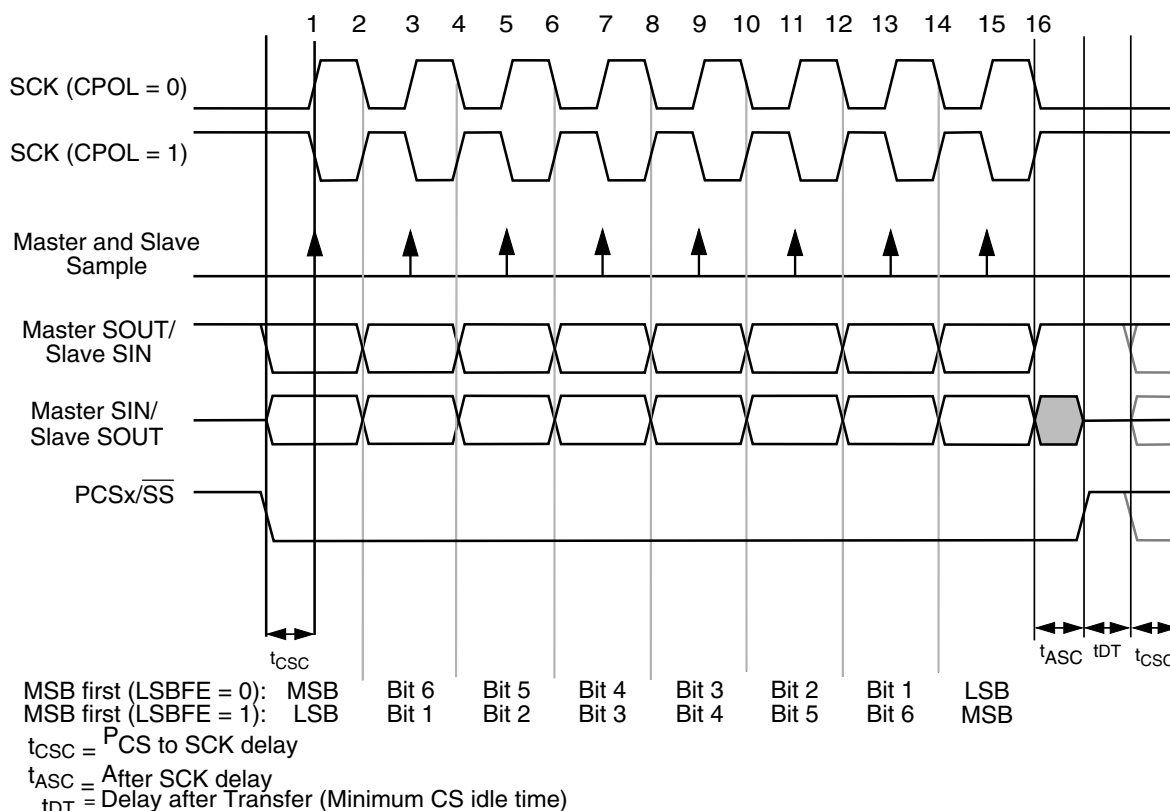 1 2 3 4 5 6 7 8 9 10 11 12 13 14 15 16
SCK (CPOL = 0)
SCK (CPOL = 1)
Master and Slave
Sample
Master SOUT/
Slave SIN
Master SIN/
Slave SOUT
PCSx/SS
tCSC tASC tDT tCSC
MSB first (LSBFE = 0): MSB Bit 6 Bit 5 Bit 4 Bit 3 Bit 2 Bit 1 LSB
MSB first (LSBFE = 1): LSB Bit 1 Bit 2 Bit 3 Bit 4 Bit 5 Bit 6 MSB
tCSC = PCS to SCK delay
tASC = After SCK delay
tDT = Delay after Transfer (Minimum CS idle time)